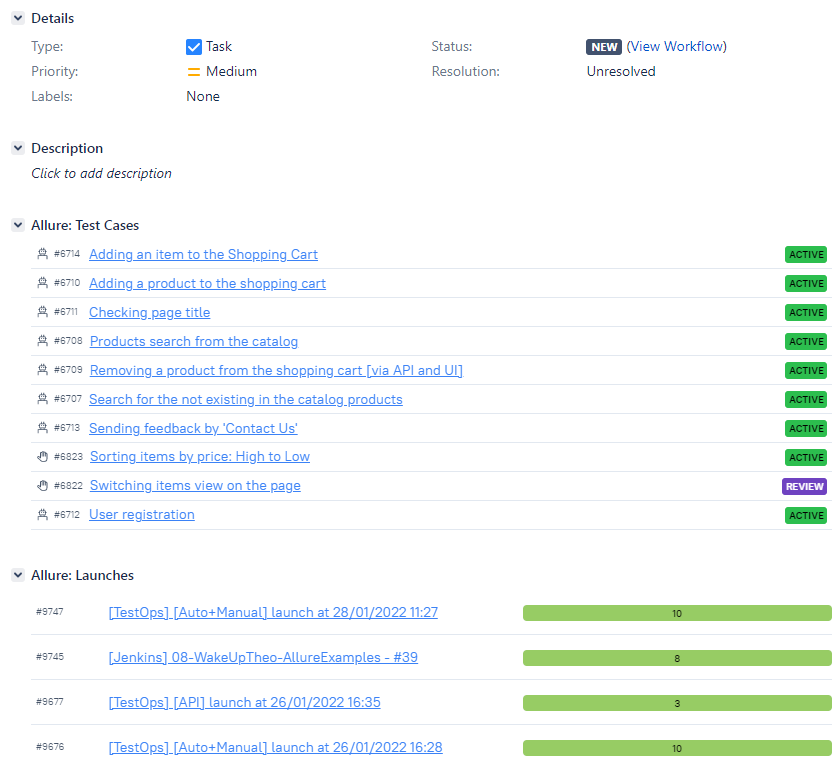 Details
Type: Task Status: NEW (View Workflow)
Priority: Medium Resolution: Unresolved
Labels: None
Description
Click to add description
Allure: Test Cases
#6714 Adding an item to the Shopping Cart ACTIVE
#6710 Adding a product to the shopping cart ACTIVE
#6711 Checking page title ACTIVE
#6708 Products search from the catalog ACTIVE
#6709 Removing a product from the shopping cart [via API and UI] ACTIVE
#6707 Search for the not existing in the catalog products ACTIVE
#6713 Sending feedback by 'Contact Us' ACTIVE
#6823 Sorting items by price: High to Low ACTIVE
#6822 Switching items view on the page REVIEW
#6712 User registration ACTIVE
Allure: Launches
#9747 [TestOps] [Auto+Manual] launch at 28/01/2022 11:27 10
#9745 [Jenkins] 08-WakeUpTheo-AllureExamples - #39 8
#9677 [TestOps] [API] launch at 26/01/2022 16:35 3
#9676 [TestOps] [Auto+Manual] launch at 26/01/2022 16:28 10